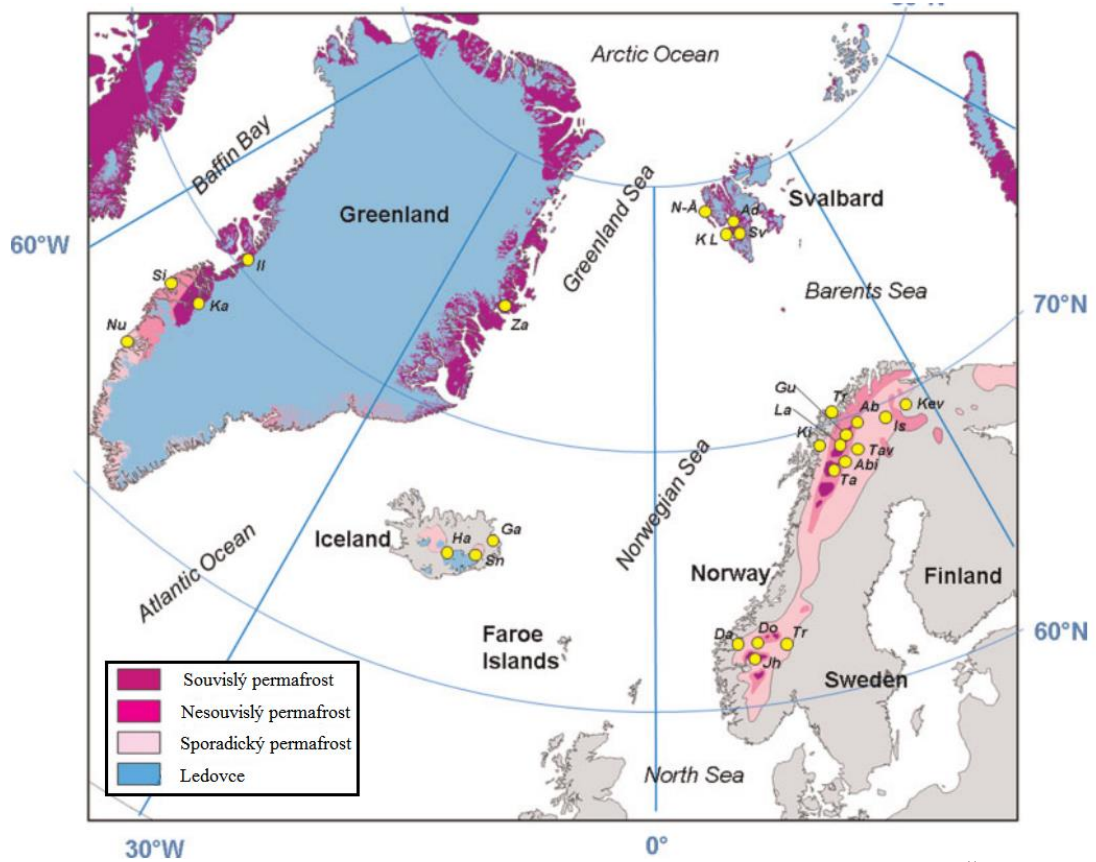 Arctic Ocean
Baffin Bay
Greenland
Greenland Sea
Svalbard
N-Å
Ad
K L
Sv
60°W
Si
Il
Ka
Nu
Za
Barents Sea
70°N
Gu
Tr
La
Ab
Kev
Ki
Is
Tav
Abi
Ta
Norwegian Sea
Iceland
Ha
Ga
Sn
Atlantic Ocean
Norway
Finland
Faroe
Islands
Da
Do
Tr
Jh
60°N
Sweden
Souvislý permafrost
Nesouvislý permafrost
Sporadický permafrost
Ledovce
North Sea
30°W
0°